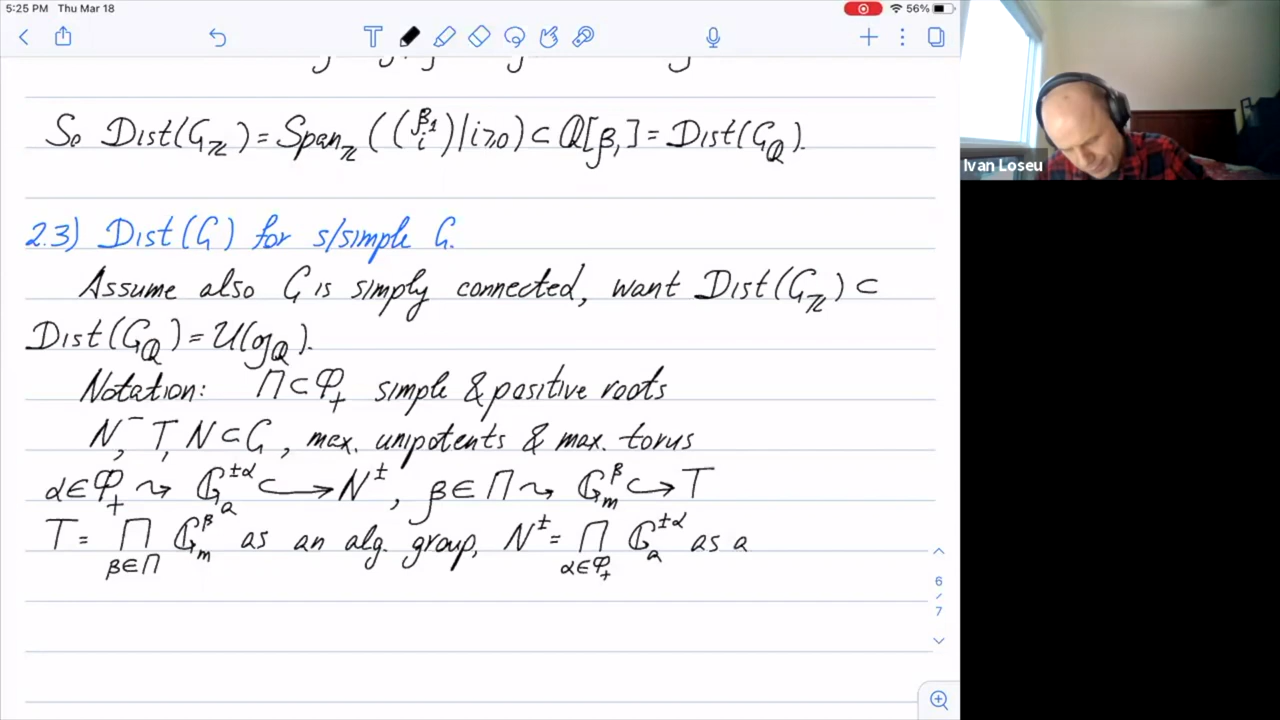 5:25 PM Thu Mar 18
56%
So Dist(G_ℤ) = Span_ℤ((β₁ i) | i≥0) ⊂ ℚ[β₁] = Dist(G_ℚ).
Ivan Loseu
2.3) Dist(G) for s/simple G.
Assume also G is simply connected, want Dist(G_ℤ) ⊂
Dist(G_ℚ) = U(𝔤_ℚ).
Notation: Π ⊂ Φ₊ simple & positive roots
N⁻, T, N ⊂ G, max. unipotents & max. torus
α ∈ Φ₊ ⇝ 𝔾_a^{±α} ↪ N^±, β ∈ Π ⇝ 𝔾_m^β ↪ T
T = ∏_{β∈Π} 𝔾_m^β as an alg. group, N^± = ∏_{α∈Φ₊} 𝔾_a^{±α} as a
6
/
7